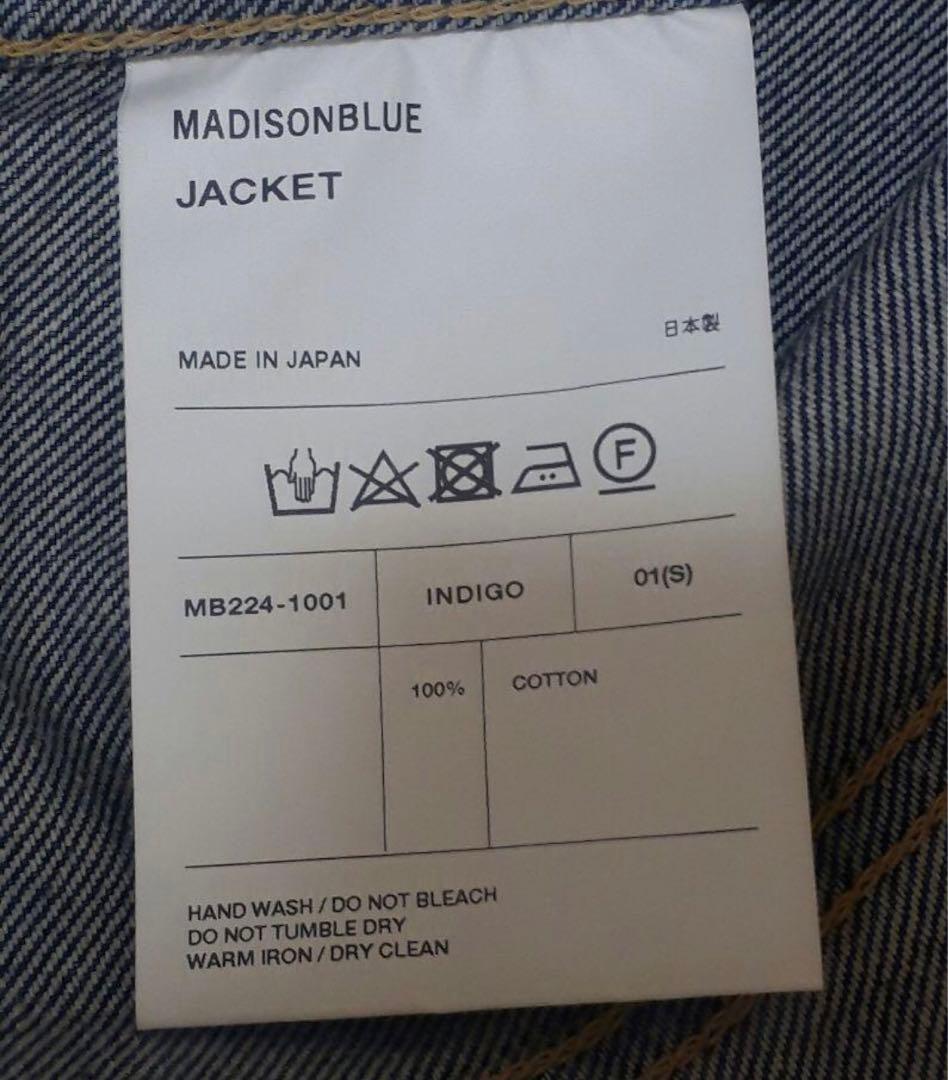 MADISONBLUE
JACKET
日本製
MADE IN JAPAN
F
MB224-1001 INDIGO 01(S)
100% COTTON
HAND WASH / DO NOT BLEACH
DO NOT TUMBLE DRY
WARM IRON / DRY CLEAN